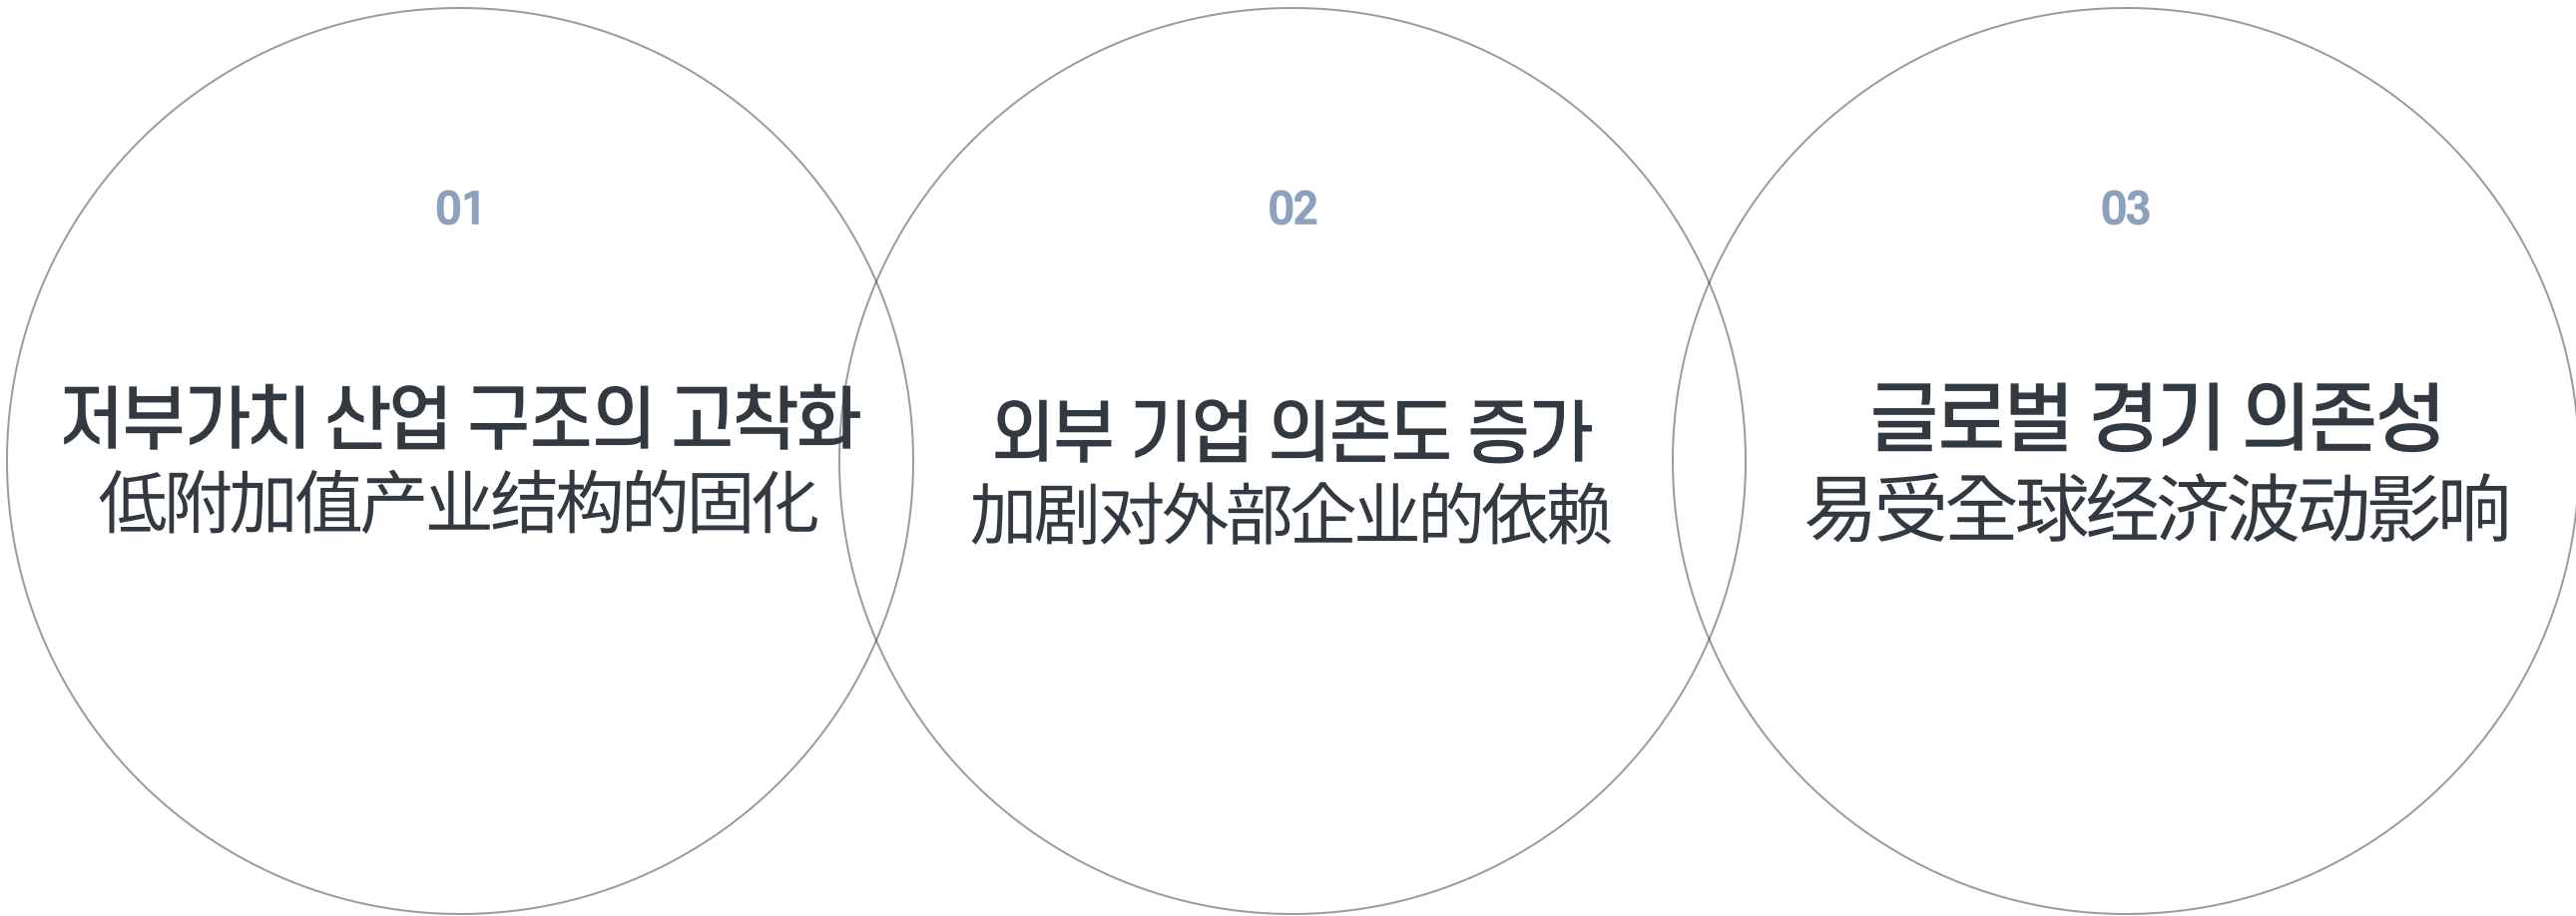 01
저부가치 산업 구조의 고착화
低附加值产业结构的固化
02
외부 기업 의존도 증가
加剧对外部企业的依赖
03
글로벌 경기 의존성
易受全球经济波动影响